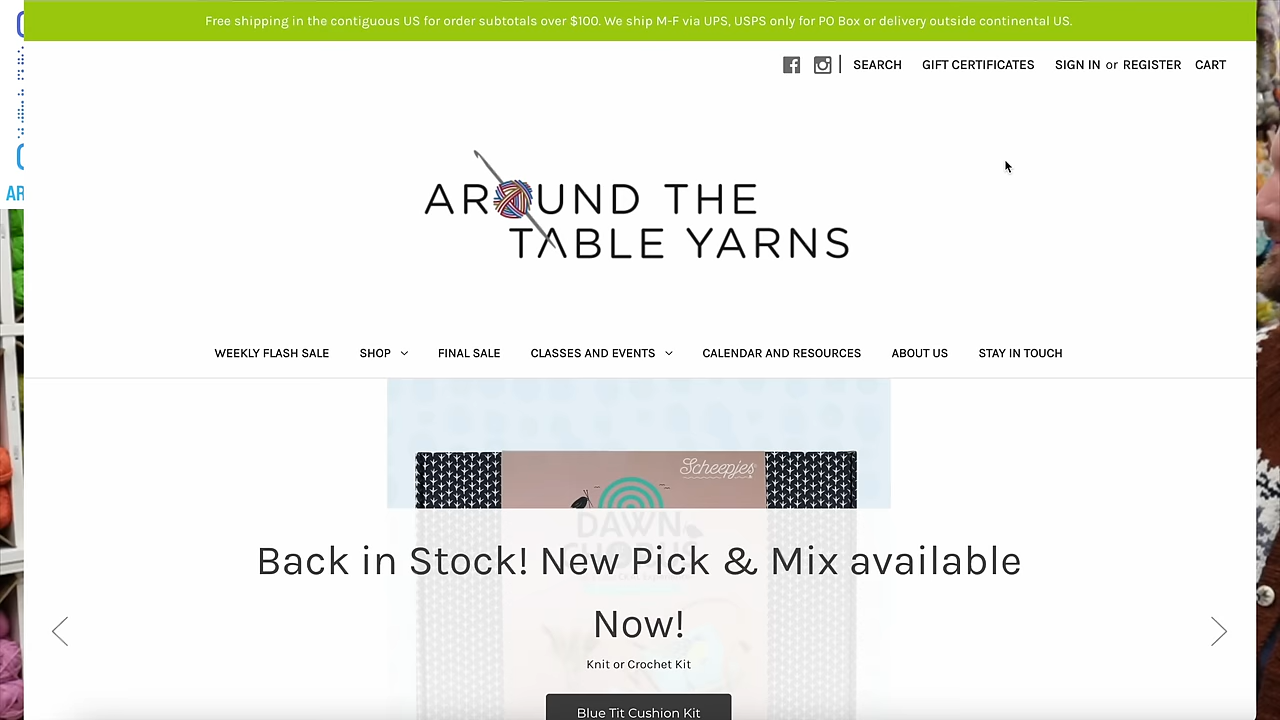 Free shipping in the contiguous US for order subtotals over $100. We ship M-F via UPS, USPS only for PO Box or delivery outside continental US.
SEARCH GIFT CERTIFICATES SIGN IN or REGISTER CART
AR
AROUND THE
TABLE YARNS
WEEKLY FLASH SALE SHOP FINAL SALE CLASSES AND EVENTS CALENDAR AND RESOURCES ABOUT US STAY IN TOUCH
Scheepjes
DAWN
CHORUS
Back in Stock! New Pick & Mix available
Now!
Knit or Crochet Kit
Blue Tit Cushion Kit